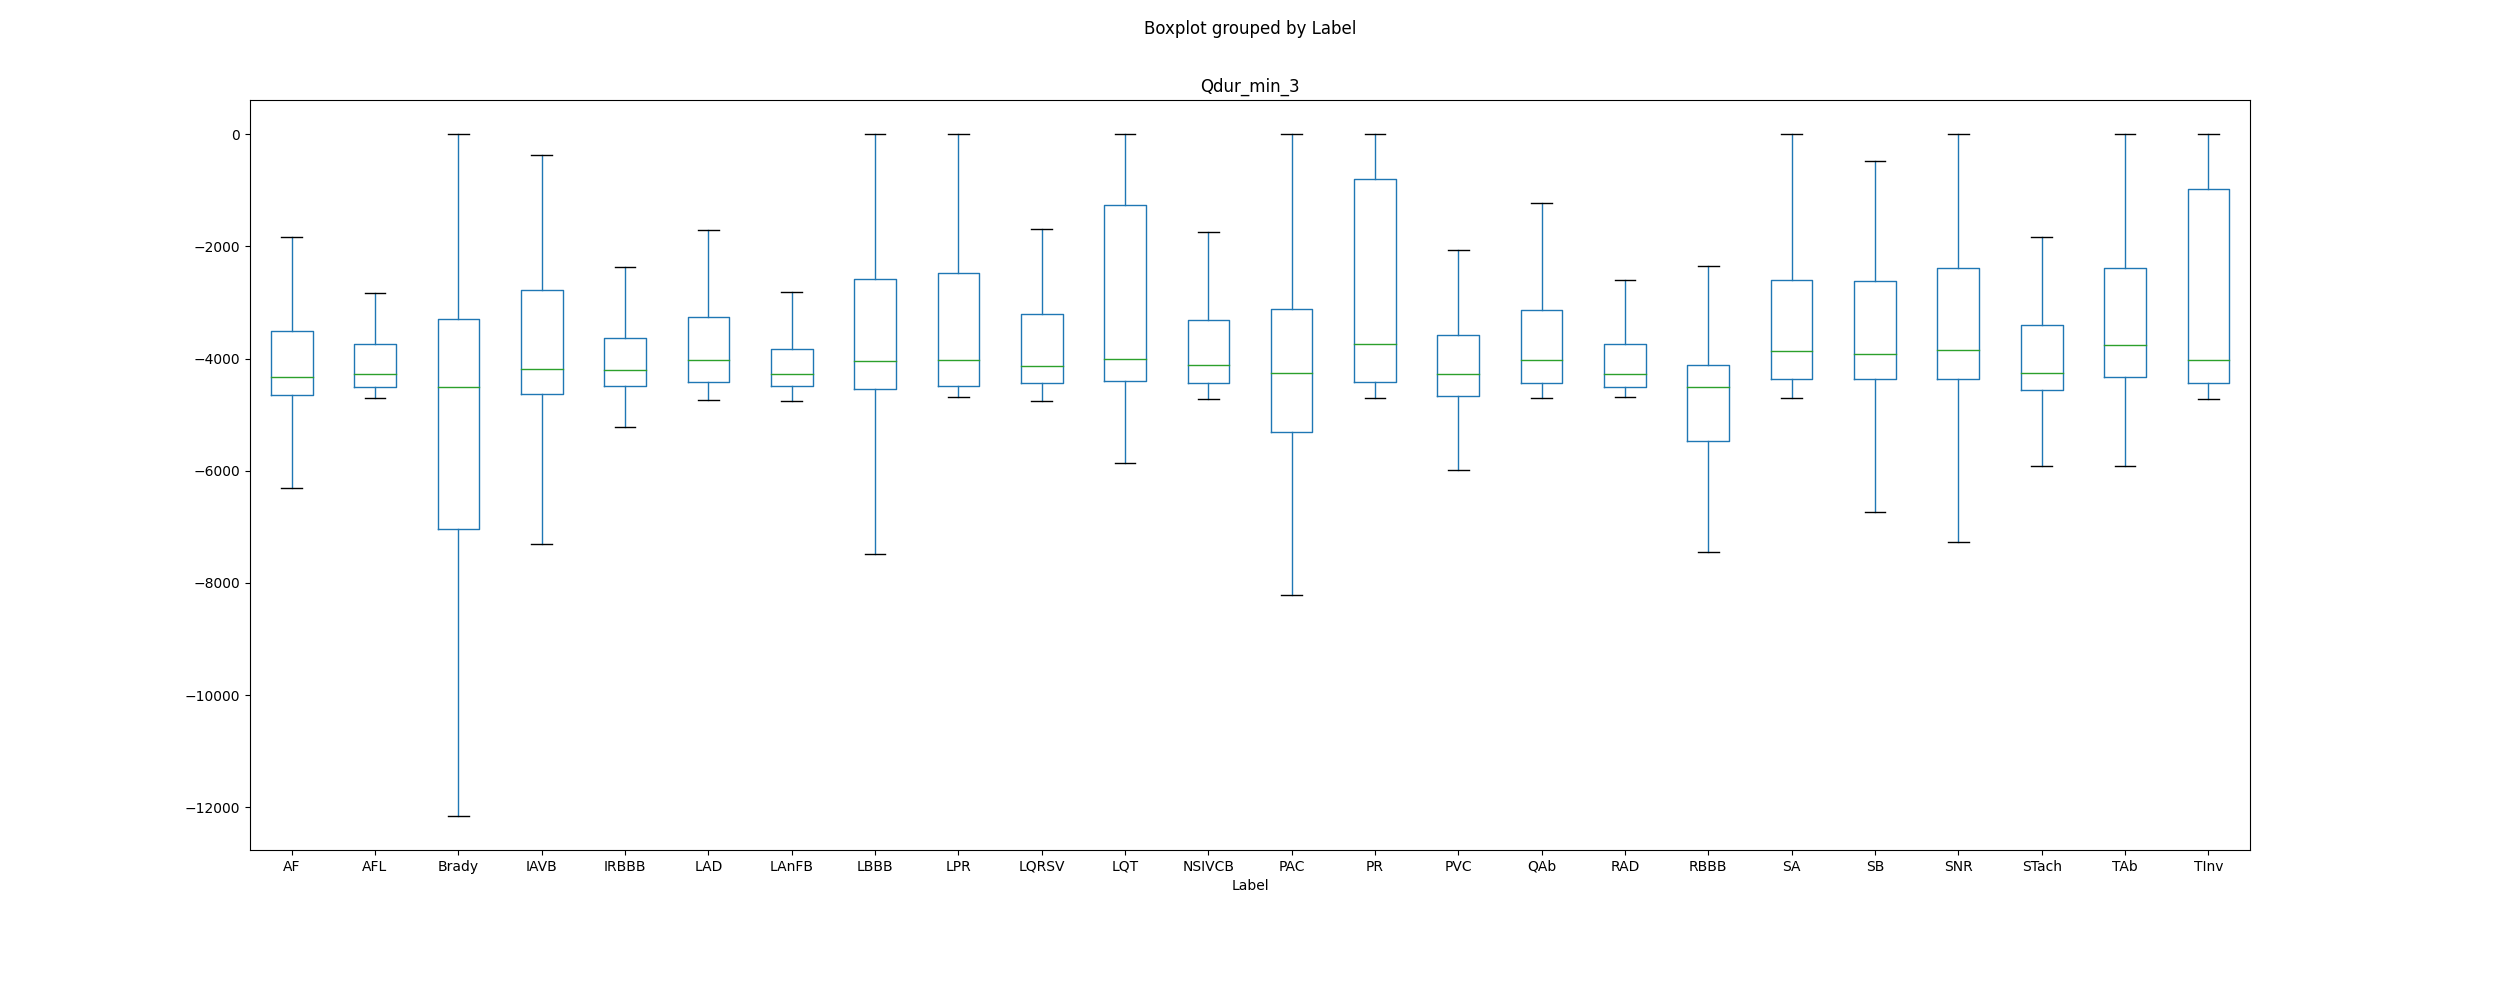 Boxplot grouped by Label
Qdur_min_3
0
−2000
−4000
−6000
−8000
−10000
−12000
AF AFL Brady IAVB IRBBB LAD LAnFB LBBB LPR LQRSV LQT NSIVCB PAC PR PVC QAb RAD RBBB SA SB SNR STach TAb TInv
Label